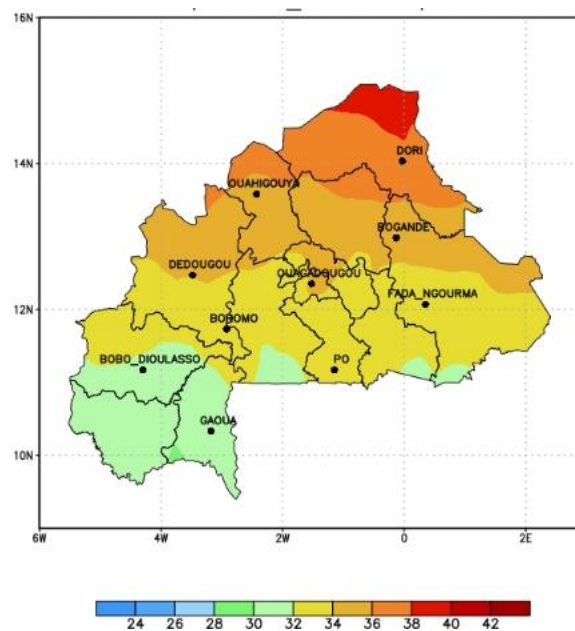 16N
14N
DORI
OUAHIGOUYA
BOGANDE
DEDOUGOU
OUAGADOUGOU
12N
FADA_NGOURMA
BOROMO
BOBO_DIOULASSO
PO
GAOUA
10N
6W 4W 2W 0 2E
24 26 28 30 32 34 36 38 40 42